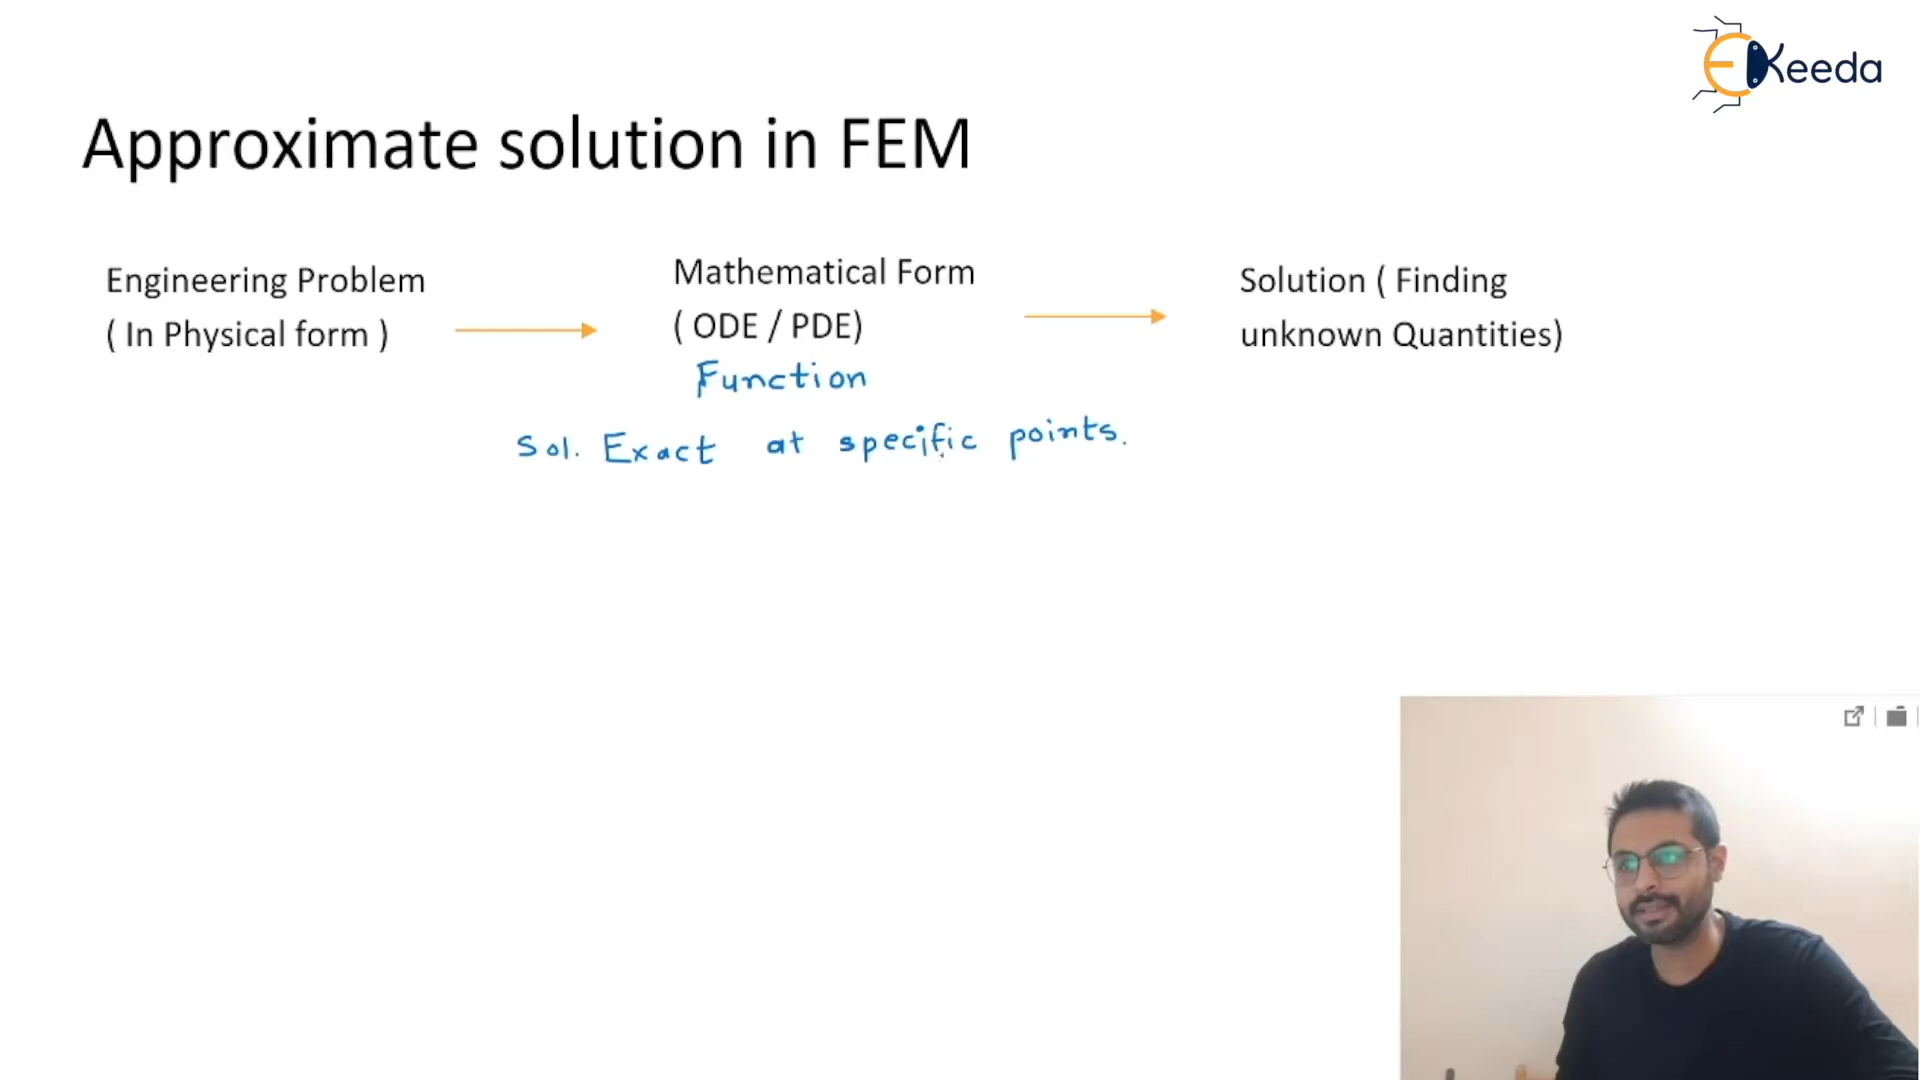 EKeeda
Approximate solution in FEM
Engineering Problem
( In Physical form )
Mathematical Form
( ODE / PDE)
Function
Solution ( Finding
unknown Quantities)
Sol. Exact at specific points.